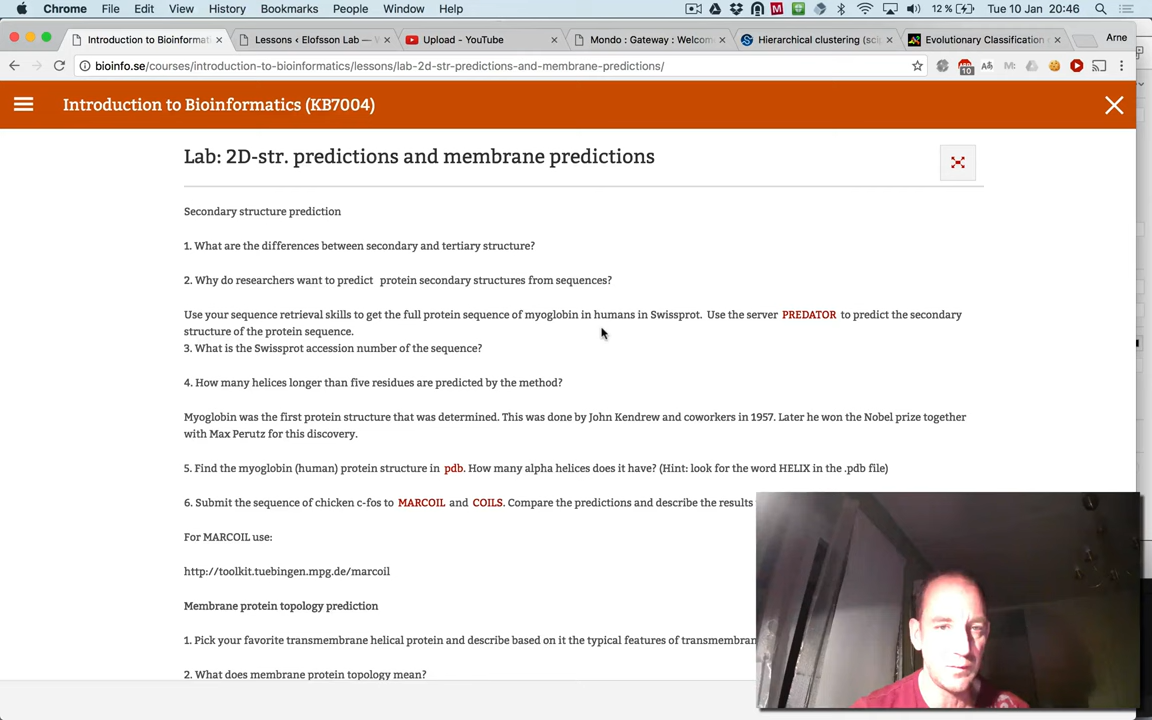 Chrome File Edit View History Bookmarks People Window Help 12 % Tue 10 Jan 20:46
Introduction to Bioinformat Lessons ‹ Elofsson Lab — Upload - YouTube Mondo : Gateway : Welcom Hierarchical clustering (sci Evolutionary Classification Arne
bioinfo.se/courses/introduction-to-bioinformatics/lessons/lab-2d-str-predictions-and-membrane-predictions/ 10
Introduction to Bioinformatics (KB7004)
Lab: 2D-str. predictions and membrane predictions
Secondary structure prediction
1. What are the differences between secondary and tertiary structure?
2. Why do researchers want to predict protein secondary structures from sequences?
Use your sequence retrieval skills to get the full protein sequence of myoglobin in humans in Swissprot. Use the server PREDATOR to predict the secondary
structure of the protein sequence.
3. What is the Swissprot accession number of the sequence?
4. How many helices longer than five residues are predicted by the method?
Myoglobin was the first protein structure that was determined. This was done by John Kendrew and coworkers in 1957. Later he won the Nobel prize together
with Max Perutz for this discovery.
5. Find the myoglobin (human) protein structure in pdb. How many alpha helices does it have? (Hint: look for the word HELIX in the .pdb file)
6. Submit the sequence of chicken c-fos to MARCOIL and COILS. Compare the predictions and describe the results
For MARCOIL use:
http://toolkit.tuebingen.mpg.de/marcoil
Membrane protein topology prediction
1. Pick your favorite transmembrane helical protein and describe based on it the typical features of transmembran
2. What does membrane protein topology mean?